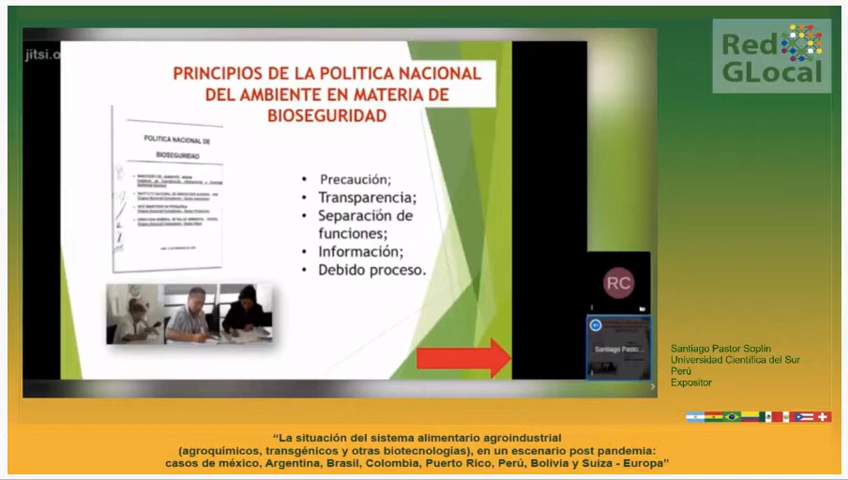 jitsi.o
Red
GLocal
PRINCIPIOS DE LA POLITICA NACIONAL
DEL AMBIENTE EN MATERIA DE
BIOSEGURIDAD
POLITICA NACIONAL DE
BIOSEGURIDAD
• Precaución;
• Transparencia;
• Separación de
funciones;
• Información;
• Debido proceso.
RC
Santiago Pasto...
Santiago Pastor Soplin
Universidad Cientifica del Sur
Perú
Expositor
“La situación del sistema alimentario agroindustrial
(agroquímicos, transgénicos y otras biotecnologías), en un escenario post pandemia:
casos de méxico, Argentina, Brasil, Colombia, Puerto Rico, Perú, Bolivia y Suiza - Europa”